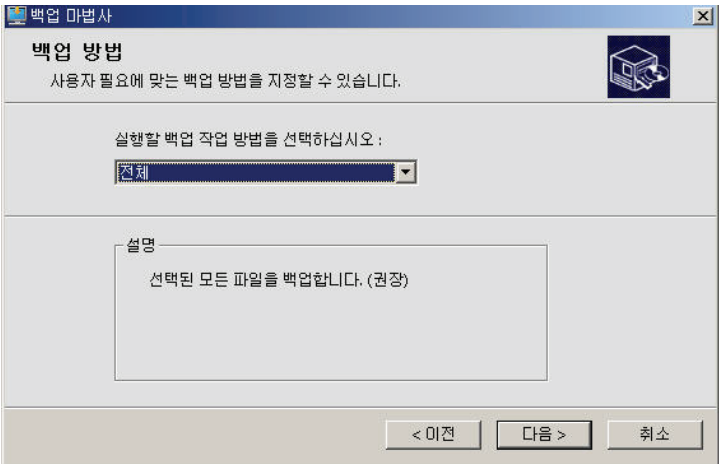 백업 마법사
백업 방법
사용자 필요에 맞는 백업 방법을 지정할 수 있습니다.
실행할 백업 작업 방법을 선택하십시오 :
전체
설명
선택된 모든 파일을 백업합니다. (권장)
< 이전
다음 >
취소